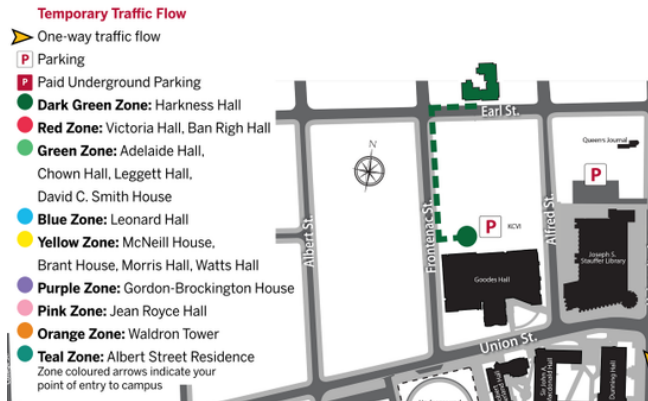 Temporary Traffic Flow
One-way traffic flow
P Parking
P Paid Underground Parking
Dark Green Zone: Harkness Hall
Red Zone: Victoria Hall, Ban Righ Hall
Green Zone: Adelaide Hall,
Chown Hall, Leggett Hall,
David C. Smith House
Blue Zone: Leonard Hall
Yellow Zone: McNeill House,
Brant House, Morris Hall, Watts Hall
Purple Zone: Gordon-Brockington House
Pink Zone: Jean Royce Hall
Orange Zone: Waldron Tower
Teal Zone: Albert Street Residence
Zone coloured arrows indicate your
point of entry to campus
N
Earl St.
Queen's Journal
P
Albert St.
Frontenac St.
P
KCVI
Alfred St.
Joseph S.
Stauffer Library
Goodes Hall
Union St.
Sir John A.
Hall
Dunning Hall